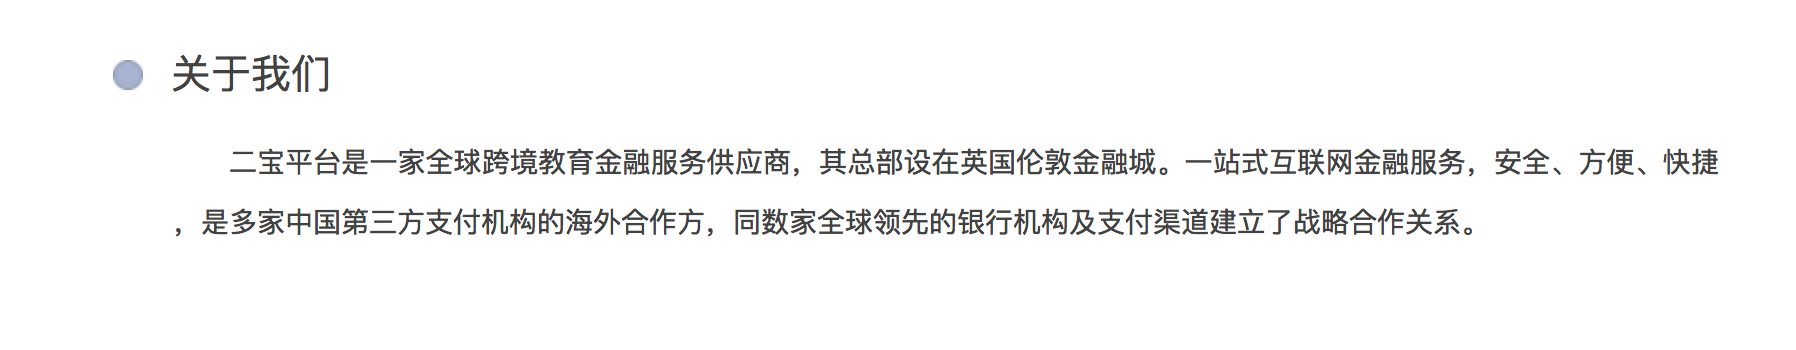 关于我们
二宝平台是一家全球跨境教育金融服务供应商，其总部设在英国伦敦金融城。一站式互联网金融服务，安全、方便、快捷
，是多家中国第三方支付机构的海外合作方，同数家全球领先的银行机构及支付渠道建立了战略合作关系。